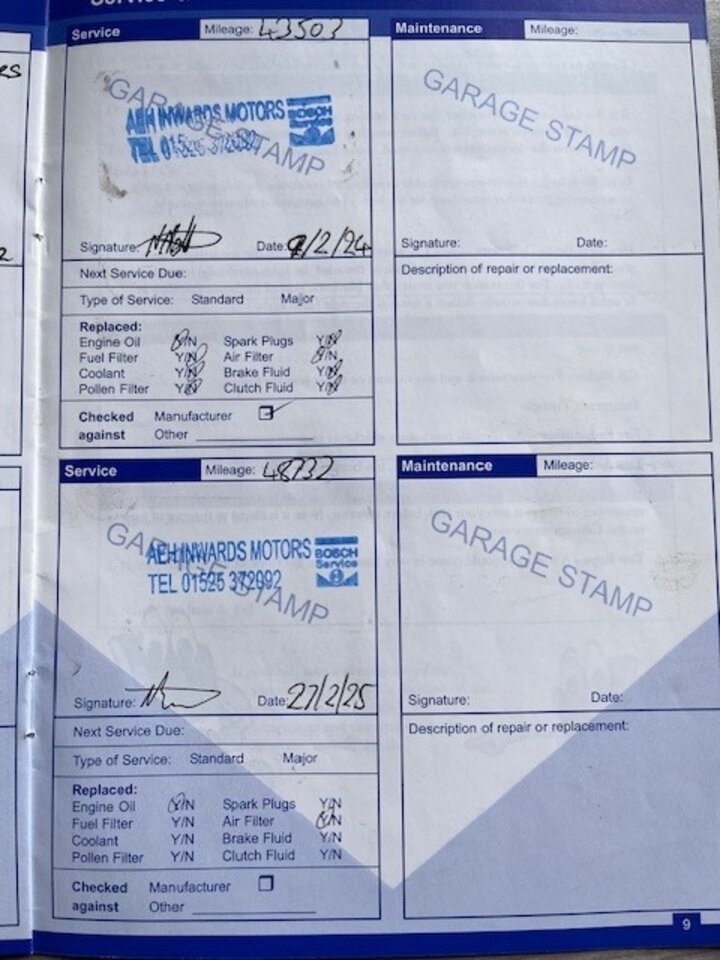 Service
Mileage: 43503
GARAGE STAMP
AEH INWARDS MOTORS
BOSCH
TEL 01525
Signature:
Date: /2/24
Next Service Due:
Type of Service: Standard Major
Replaced:
Engine Oil Y/N Spark Plugs Y/N
Fuel Filter Y/N Air Filter Y/N
Coolant Y/N Brake Fluid Y/N
Pollen Filter Y/N Clutch Fluid Y/N
Checked Manufacturer
against Other
Maintenance
Mileage:
GARAGE STAMP
Signature: Date:
Description of repair or replacement:
Service
Mileage: 48732
GARAGE STAMP
AEH INWARDS MOTORS
BOSCH
Service
TEL 01525 372992
Signature:
Date: 27/2/25
Next Service Due:
Type of Service: Standard Major
Replaced:
Engine Oil Y/N Spark Plugs Y/N
Fuel Filter Y/N Air Filter Y/N
Coolant Y/N Brake Fluid Y/N
Pollen Filter Y/N Clutch Fluid Y/N
Checked Manufacturer
against Other
Maintenance
Mileage:
GARAGE STAMP
Signature: Date:
Description of repair or replacement:
9